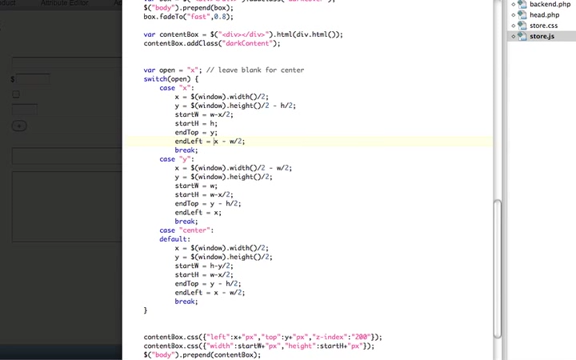 $("body").prepend(box);
box.fadeTo("fast",0.8);
var contentBox = $("<div></div>").html(div.html());
contentBox.addClass("darkContent");
var open = "x"; // leave blank for center
switch(open) {
case "x":
x = $(window).width()/2;
y = $(window).height()/2 - h/2;
startW = w-x/2;
startH = h;
endTop = y;
endLeft = x - w/2;
break;
case "y":
x = $(window).width()/2 - w/2;
y = $(window).height()/2;
startW = w;
startH = w-x/2;
endTop = y - h/2;
endLeft = x;
break;
case "center":
default:
x = $(window).width()/2;
y = $(window).height()/2;
startW = h-y/2;
startH = w-x/2;
endTop = y - h/2;
endLeft = x - w/2;
break;
}
contentBox.css({"left":x+"px","top":y+"px","z-index":"200"});
contentBox.css({"width":startW+"px","height":startH+"px"});
$("body").prepend(contentBox);
backend.php
head.php
store.css
store.js